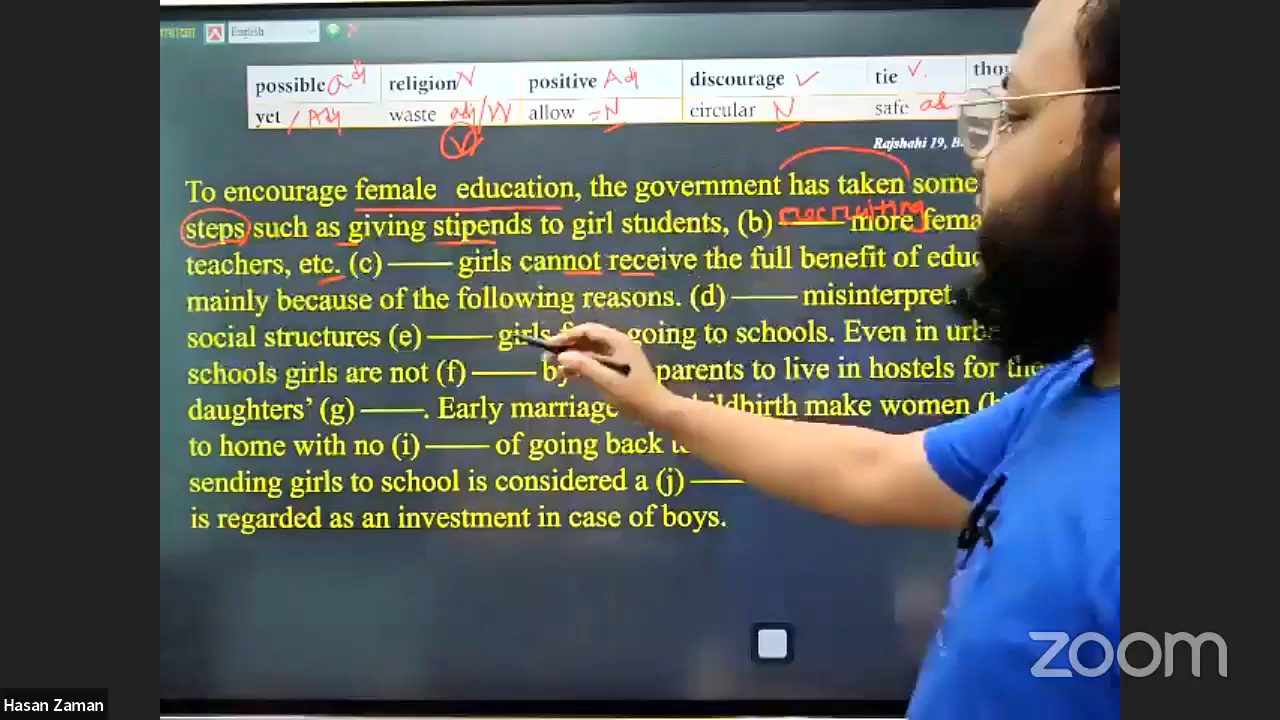 English
possible adj religion N positive Adj discourage v tie v.
yet / Adj waste adj/N allow = N circular N safe
V
Rajshahi 19,
To encourage female education, the government has taken some
steps such as giving stipends to girl students, (b) recruiting more
teachers, etc. (c) —— girls cannot receive the full benefit of
mainly because of the following reasons. (d) —— misinterpret.
social structures (e) —— girls going to schools. Even in
schools girls are not (f) —— parents to live in hostels for
daughters' (g) ——. Early marriage childbirth make women
to home with no (i) —— of going back
sending girls to school is considered a (j) ——
is regarded as an investment in case of boys.
zoom
Hasan Zaman